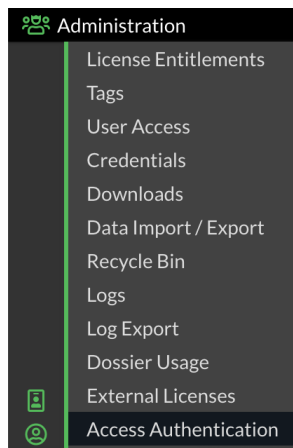 Administration
License Entitlements
Tags
User Access
Credentials
Downloads
Data Import / Export
Recycle Bin
Logs
Log Export
Dossier Usage
External Licenses
Access Authentication